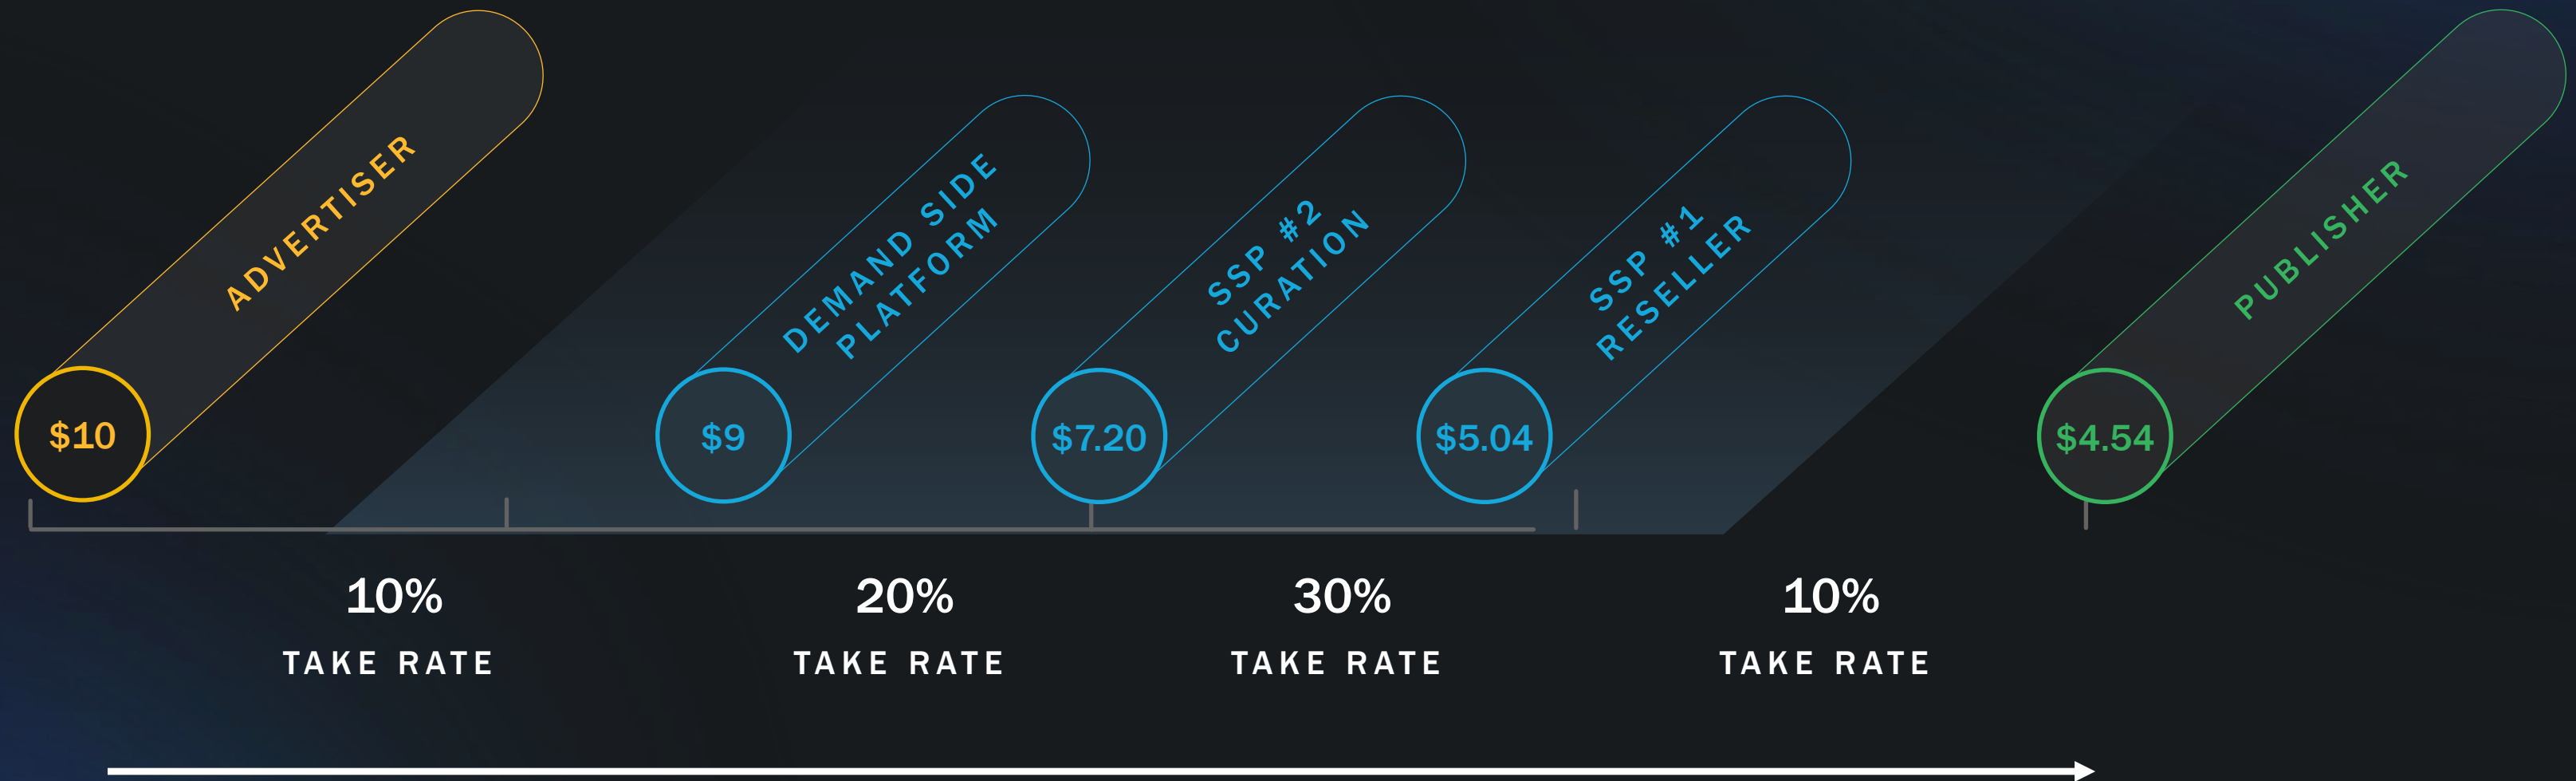 ADVERTISER
DEMAND SIDE
PLATFORM
SSP #2
CURATION
SSP #1
RESELLER
PUBLISHER
$10
$9
$7.20
$5.04
$4.54
10%
20%
30%
10%
TAKE RATE
TAKE RATE
TAKE RATE
TAKE RATE